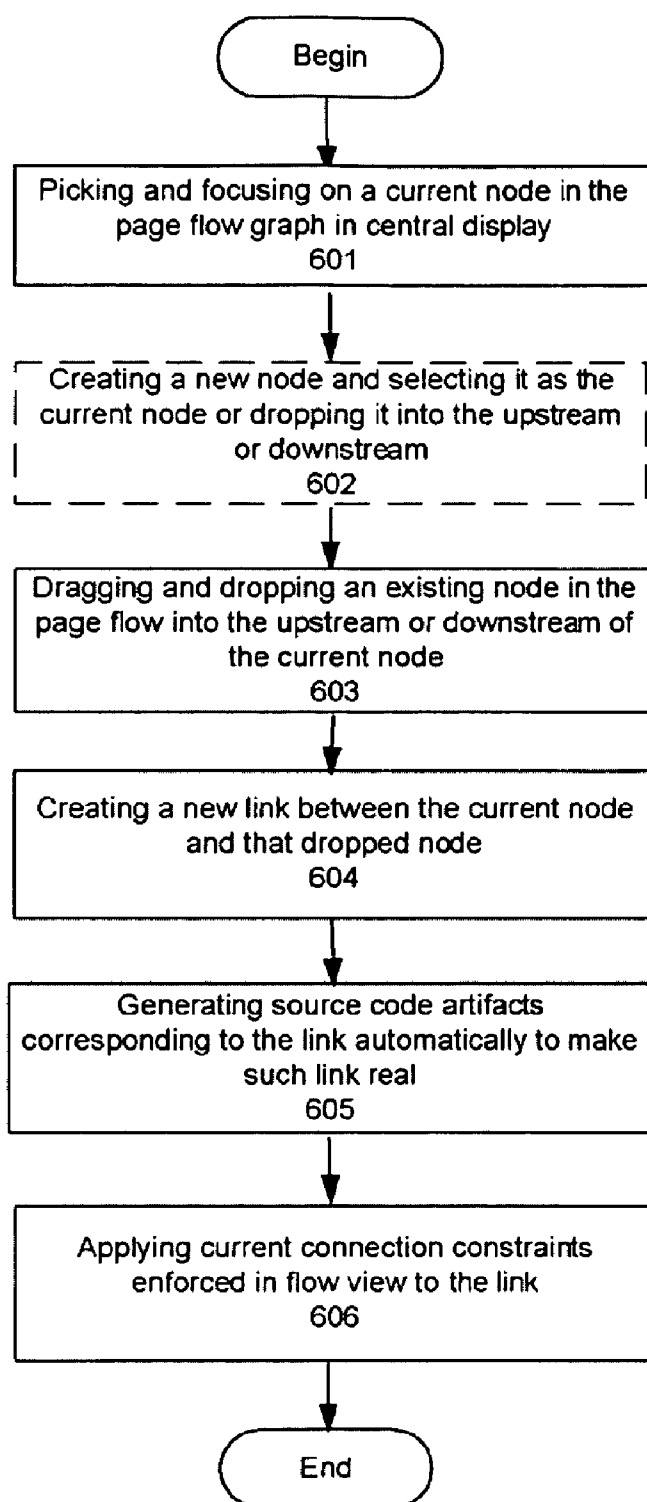 Begin
Picking and focusing on a current node in the
page flow graph in central display
601
Creating a new node and selecting it as the
current node or dropping it into the upstream
or downstream
602
Dragging and dropping an existing node in the
page flow into the upstream or downstream of
the current node
603
Creating a new link between the current node
and that dropped node
604
Generating source code artifacts
corresponding to the link automatically to make
such link real
605
Applying current connection constraints
enforced in flow view to the link
606
End